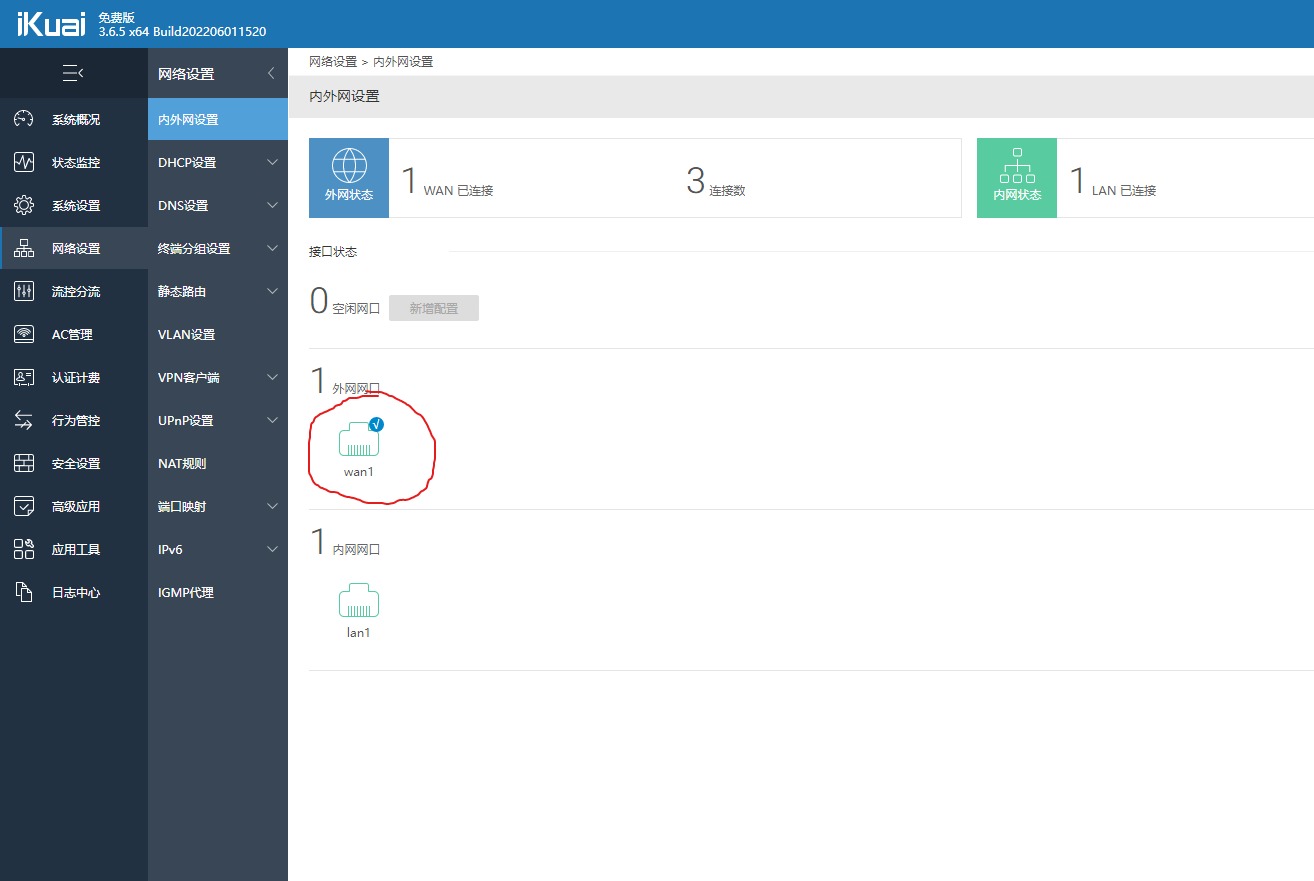 iKuai 免费版
3.6.5 x64 Build202206011520
系统概况
状态监控
系统设置
网络设置
流控分流
AC管理
认证计费
行为管控
安全设置
高级应用
应用工具
日志中心
网络设置
内外网设置
DHCP设置
DNS设置
终端分组设置
静态路由
VLAN设置
VPN客户端
UPnP设置
NAT规则
端口映射
IPv6
IGMP代理
网络设置 > 内外网设置
内外网设置
外网状态
1 WAN 已连接
3 连接数
内网状态
1 LAN 已连接
接口状态
0 空闲网口 新增配置
1 外网网口
wan1
1 内网网口
lan1